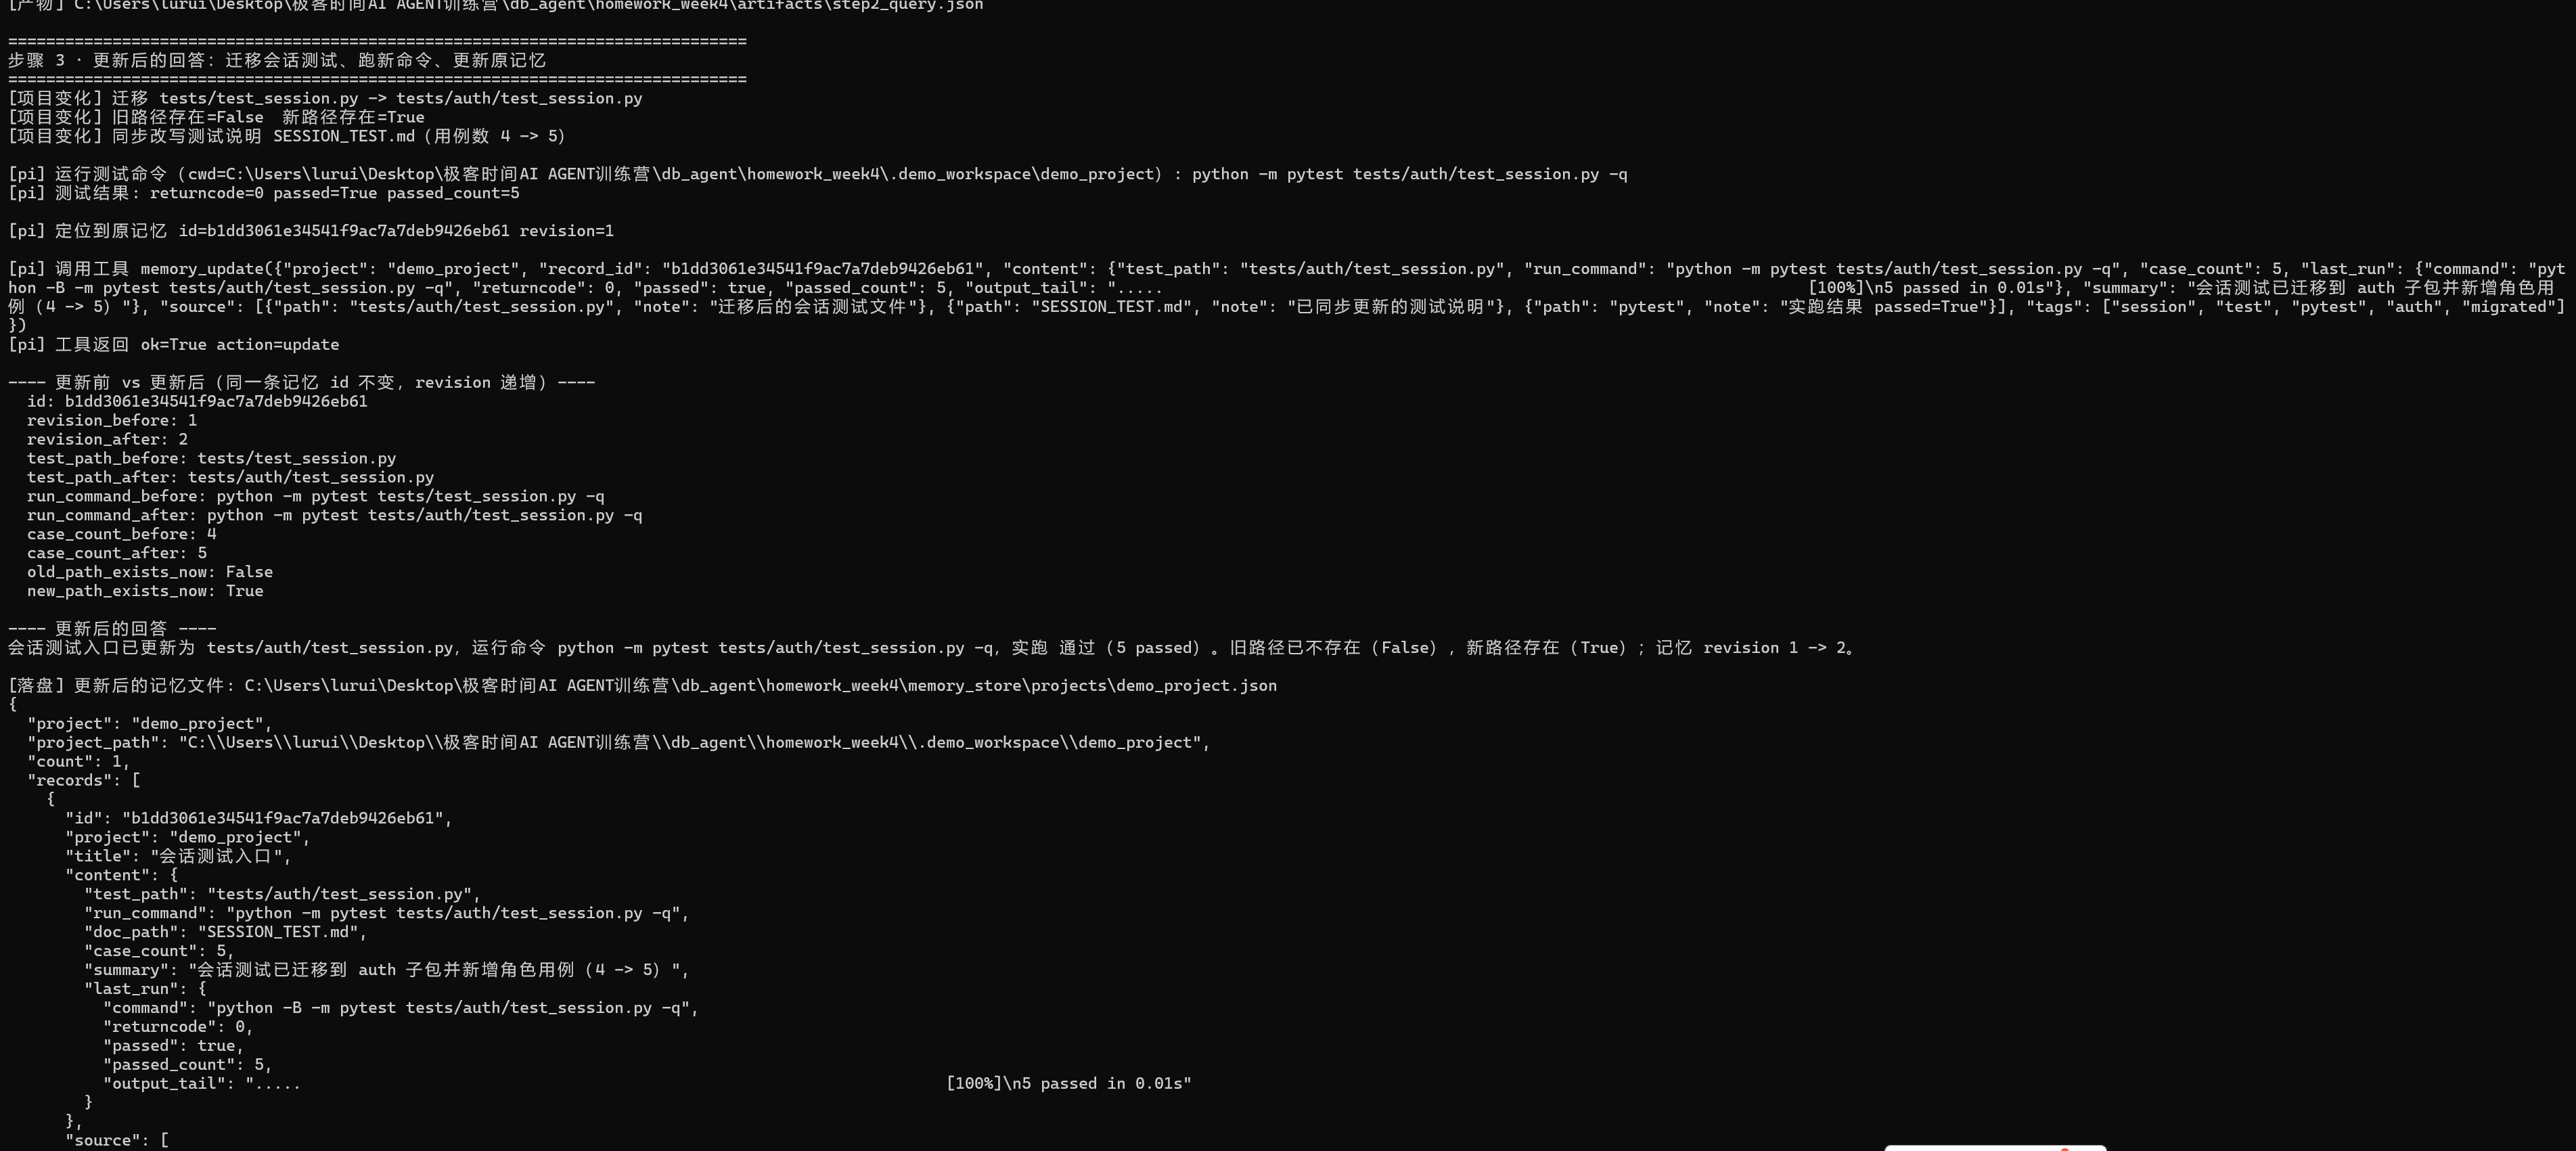 [产物] C:\Users\lurui\Desktop\极客时间AI AGENT训练营\db_agent\homework_week4\artifacts\step2_query.json
==============================================================================
步骤 3 · 更新后的回答: 迁移会话测试、跑新命令、更新原记忆
==============================================================================
[项目变化] 迁移 tests/test_session.py -> tests/auth/test_session.py
[项目变化] 旧路径存在=False  新路径存在=True
[项目变化] 同步改写测试说明 SESSION_TEST.md（用例数 4 -> 5）
[pi] 运行测试命令（cwd=C:\Users\lurui\Desktop\极客时间AI AGENT训练营\db_agent\homework_week4\.demo_workspace\demo_project）: python -m pytest tests/auth/test_session.py -q
[pi] 测试结果: returncode=0 passed=True passed_count=5
[pi] 定位到原记忆 id=b1dd3061e34541f9ac7a7deb9426eb61 revision=1
[pi] 调用工具 memory_update({"project": "demo_project", "record_id": "b1dd3061e34541f9ac7a7deb9426eb61", "content": {"test_path": "tests/auth/test_session.py", "run_command": "python -m pytest tests/auth/test_session.py -q", "case_count": 5, "last_run": {"command": "pyt
hon -B -m pytest tests/auth/test_session.py -q", "returncode": 0, "passed": true, "passed_count": 5, "output_tail": ".....                                                                    [100%]\n5 passed in 0.01s"}, "summary": "会话测试已迁移到 auth 子包并新增角色用
例（4 -> 5）"}, "source": [{"path": "tests/auth/test_session.py", "note": "迁移后的会话测试文件"}, {"path": "SESSION_TEST.md", "note": "已同步更新的测试说明"}, {"path": "pytest", "note": "实跑结果 passed=True"}], "tags": ["session", "test", "pytest", "auth", "migrated"]
})
[pi] 工具返回 ok=True action=update
---- 更新前 vs 更新后（同一条记忆 id 不变，revision 递增）----
  id: b1dd3061e34541f9ac7a7deb9426eb61
  revision_before: 1
  revision_after: 2
  test_path_before: tests/test_session.py
  test_path_after: tests/auth/test_session.py
  run_command_before: python -m pytest tests/test_session.py -q
  run_command_after: python -m pytest tests/auth/test_session.py -q
  case_count_before: 4
  case_count_after: 5
  old_path_exists_now: False
  new_path_exists_now: True
---- 更新后的回答 ----
会话测试入口已更新为 tests/auth/test_session.py，运行命令 python -m pytest tests/auth/test_session.py -q，实跑 通过（5 passed）。旧路径已不存在（False），新路径存在（True）；记忆 revision 1 -> 2。
[落盘] 更新后的记忆文件: C:\Users\lurui\Desktop\极客时间AI AGENT训练营\db_agent\homework_week4\memory_store\projects\demo_project.json
{
  "project": "demo_project",
  "project_path": "C:\\Users\\lurui\\Desktop\\极客时间AI AGENT训练营\\db_agent\\homework_week4\\.demo_workspace\\demo_project",
  "count": 1,
  "records": [
    {
      "id": "b1dd3061e34541f9ac7a7deb9426eb61",
      "project": "demo_project",
      "title": "会话测试入口",
      "content": {
        "test_path": "tests/auth/test_session.py",
        "run_command": "python -m pytest tests/auth/test_session.py -q",
        "doc_path": "SESSION_TEST.md",
        "case_count": 5,
        "summary": "会话测试已迁移到 auth 子包并新增角色用例（4 -> 5）",
        "last_run": {
          "command": "python -B -m pytest tests/auth/test_session.py -q",
          "returncode": 0,
          "passed": true,
          "passed_count": 5,
          "output_tail": ".....                                                                    [100%]\n5 passed in 0.01s"
        }
      },
      "source": [